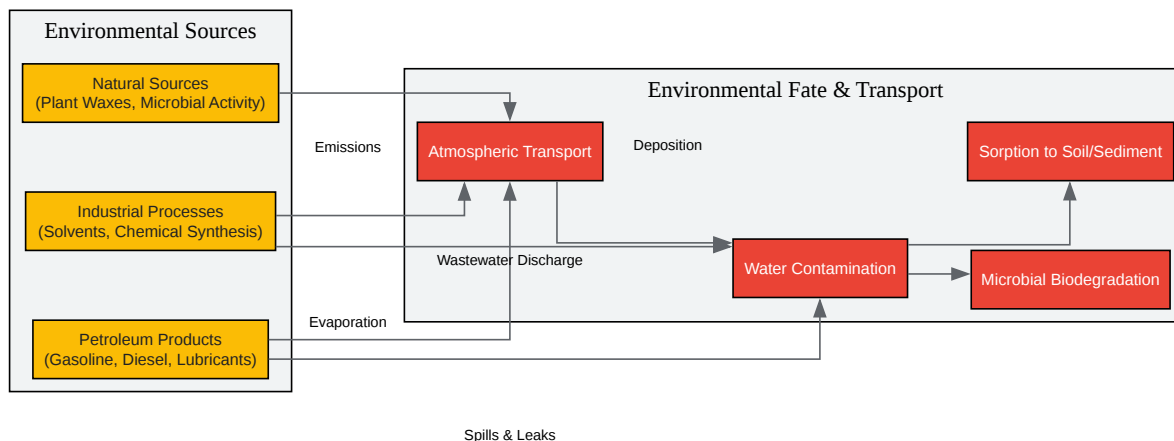 Environmental Sources
Natural Sources
(Plant Waxes, Microbial Activity)
Environmental Fate & Transport
Emissions
Atmospheric Transport
Deposition
Sorption to Soil/Sediment
Industrial Processes
(Solvents, Chemical Synthesis)
Wastewater Discharge
Water Contamination
Microbial Biodegradation
Evaporation
Petroleum Products
(Gasoline, Diesel, Lubricants)
Spills & Leaks